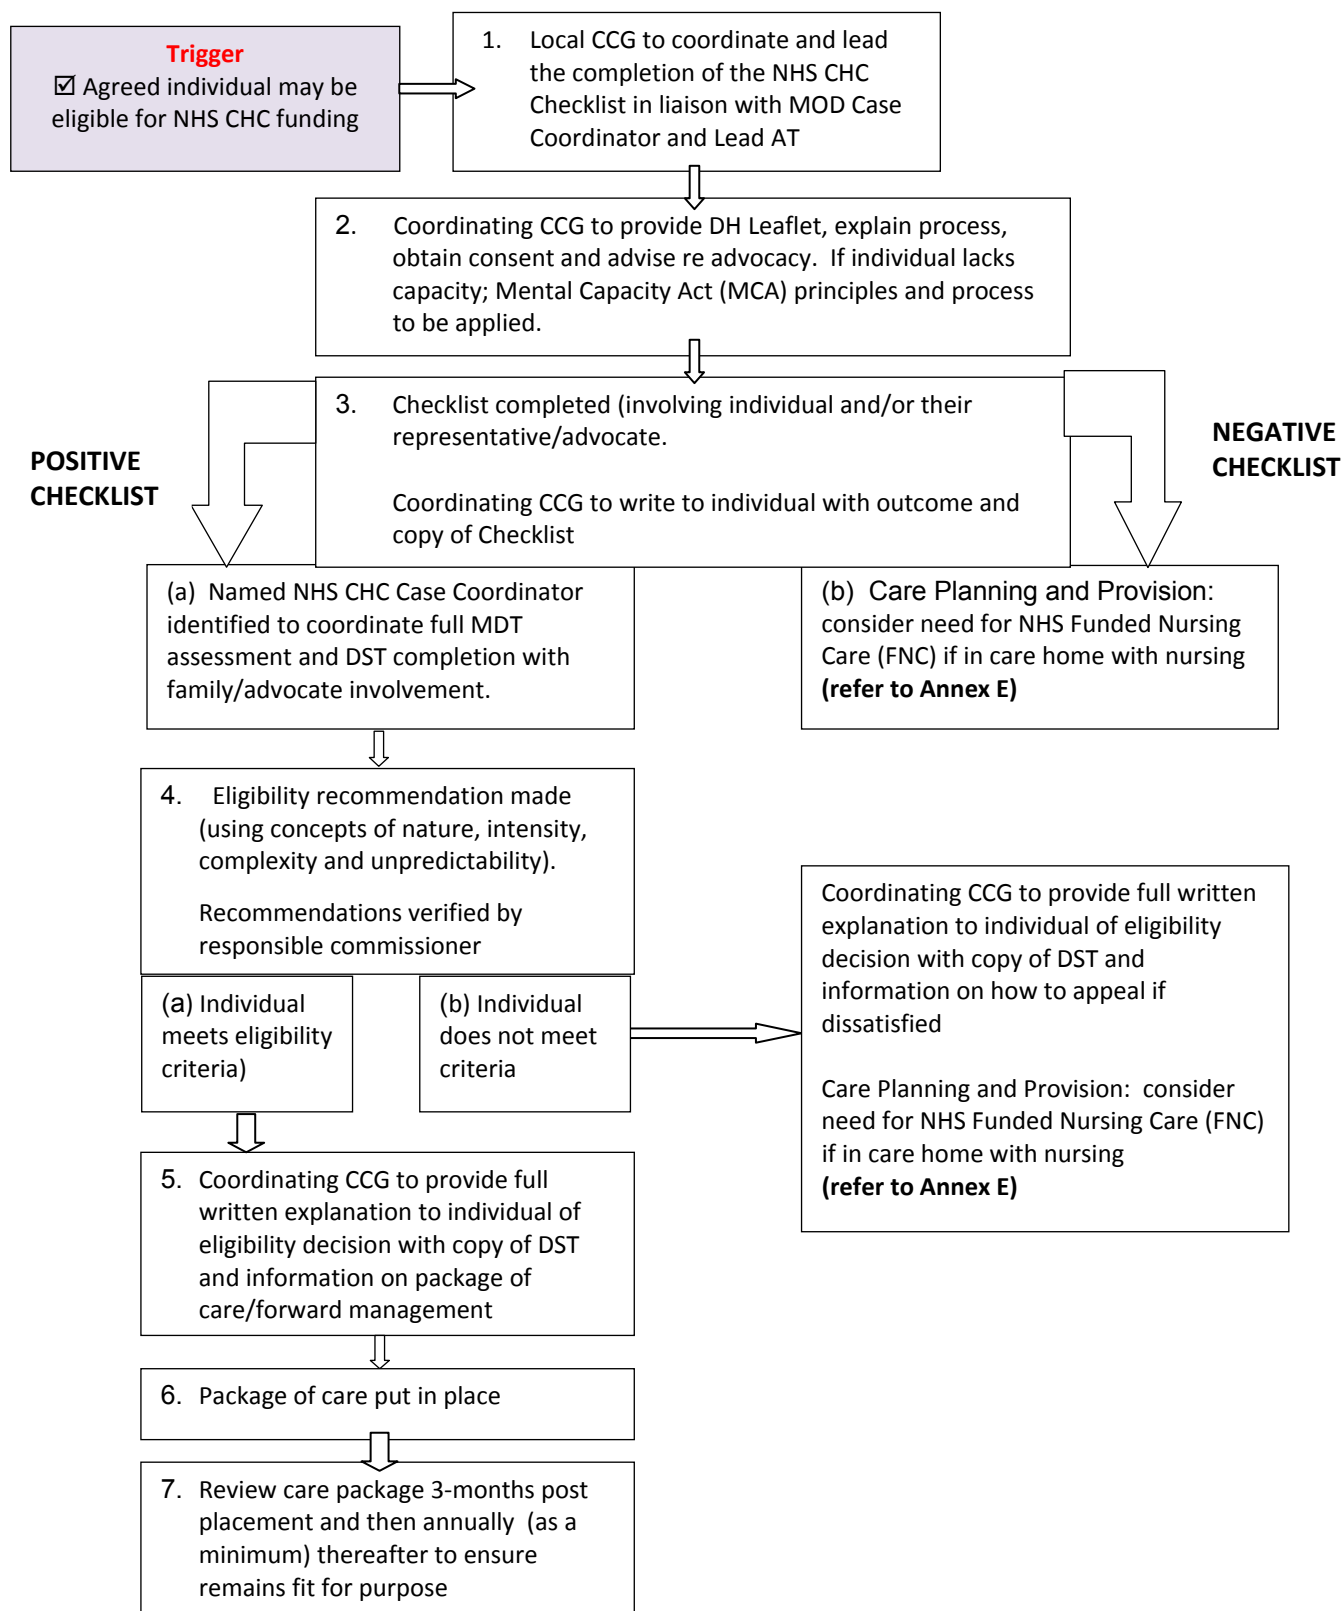 Trigger
☑ Agreed individual may be
eligible for NHS CHC funding
1. Local CCG to coordinate and lead
the completion of the NHS CHC
Checklist in liaison with MOD Case
Coordinator and Lead AT
2. Coordinating CCG to provide DH Leaflet, explain process,
obtain consent and advise re advocacy. If individual lacks
capacity; Mental Capacity Act (MCA) principles and process
to be applied.
3. Checklist completed (involving individual and/or their
representative/advocate.
Coordinating CCG to write to individual with outcome and
copy of Checklist
POSITIVE
CHECKLIST
NEGATIVE
CHECKLIST
(a) Named NHS CHC Case Coordinator
identified to coordinate full MDT
assessment and DST completion with
family/advocate involvement.
(b) Care Planning and Provision:
consider need for NHS Funded Nursing
Care (FNC) if in care home with nursing
(refer to Annex E)
4. Eligibility recommendation made
(using concepts of nature, intensity,
complexity and unpredictability).
Recommendations verified by
responsible commissioner
(a) Individual
meets eligibility
criteria)
(b) Individual
does not meet
criteria
Coordinating CCG to provide full written
explanation to individual of eligibility
decision with copy of DST and
information on how to appeal if
dissatisfied
Care Planning and Provision: consider
need for NHS Funded Nursing Care (FNC)
if in care home with nursing
(refer to Annex E)
5. Coordinating CCG to provide full
written explanation to individual of
eligibility decision with copy of DST
and information on package of
care/forward management
6. Package of care put in place
7. Review care package 3-months post
placement and then annually (as a
minimum) thereafter to ensure
remains fit for purpose